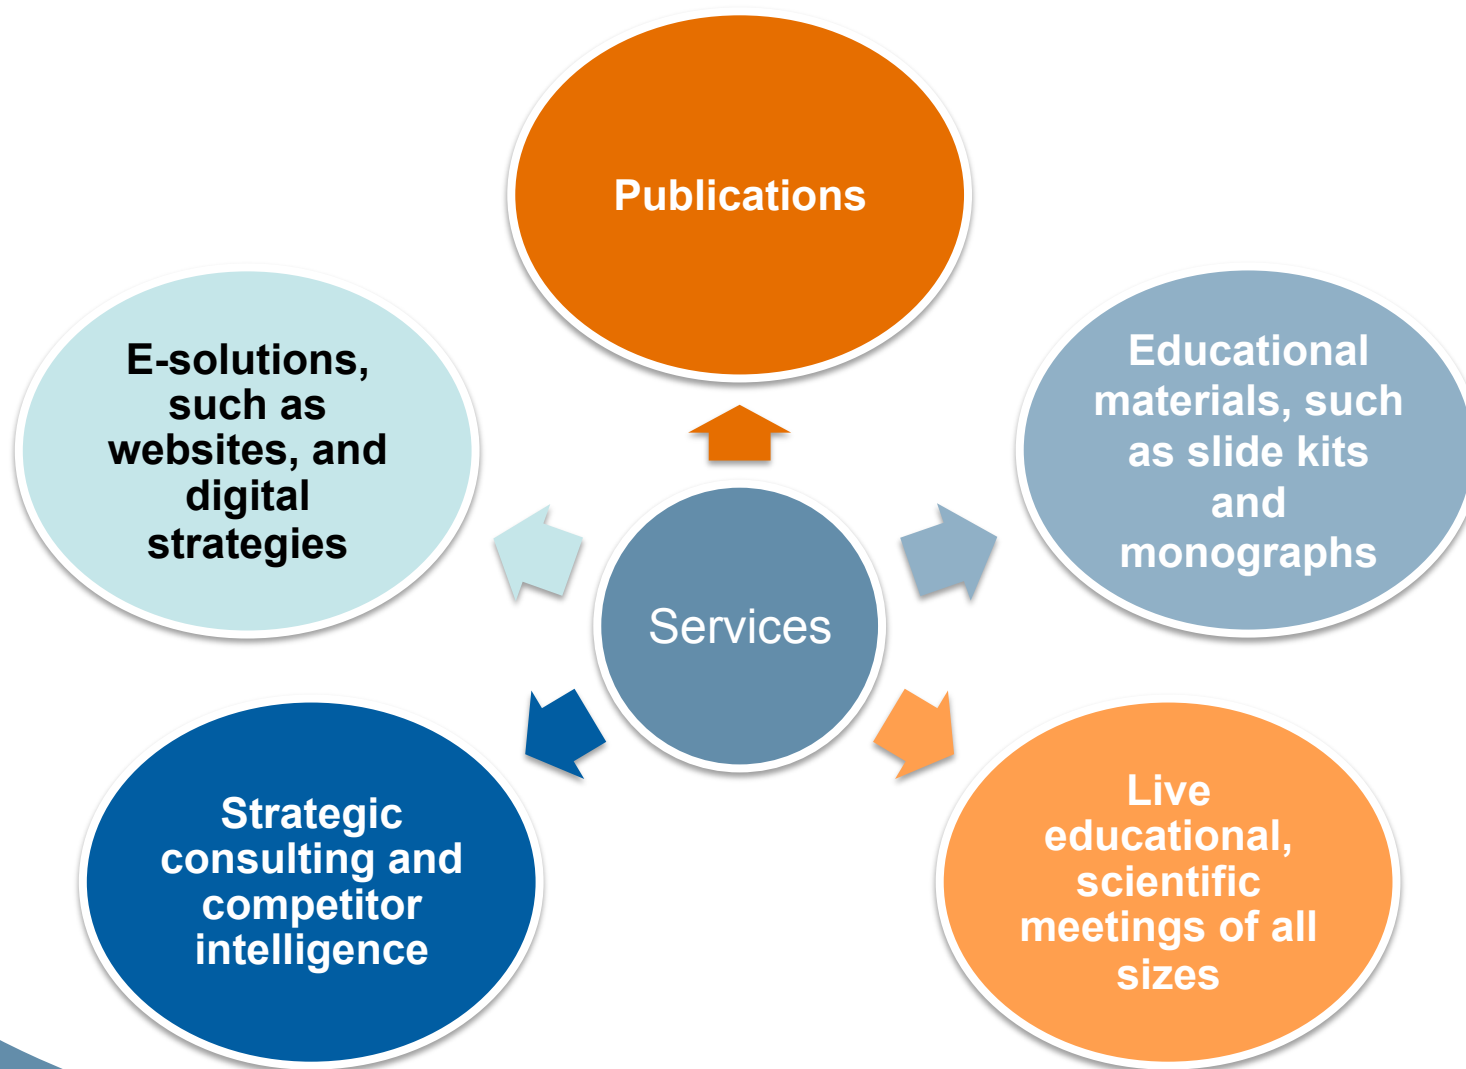 Publications
E-solutions,
such as
websites, and
digital
strategies
Educational
materials, such
as slide kits
and
monographs
Services
Strategic
consulting and
competitor
intelligence
Live
educational,
scientific
meetings of all
sizes